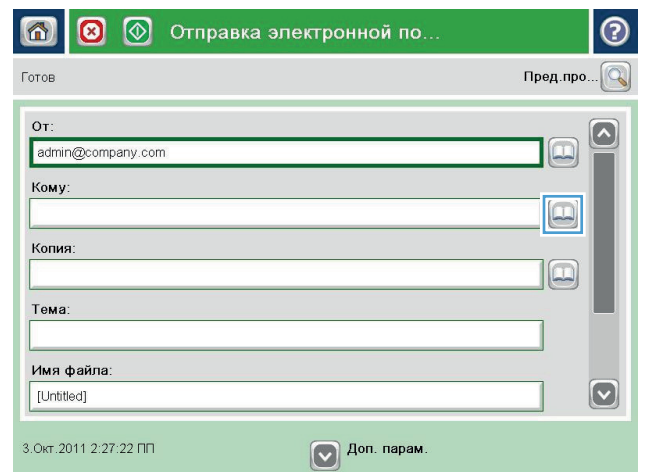 Отправка электронной по...
Готов
Пред.про...
От:
admin@company.com
Кому:
Копия:
Тема:
Имя файла:
[Untitled]
3.Окт.2011 2:27:22 ПП
Доп. парам.